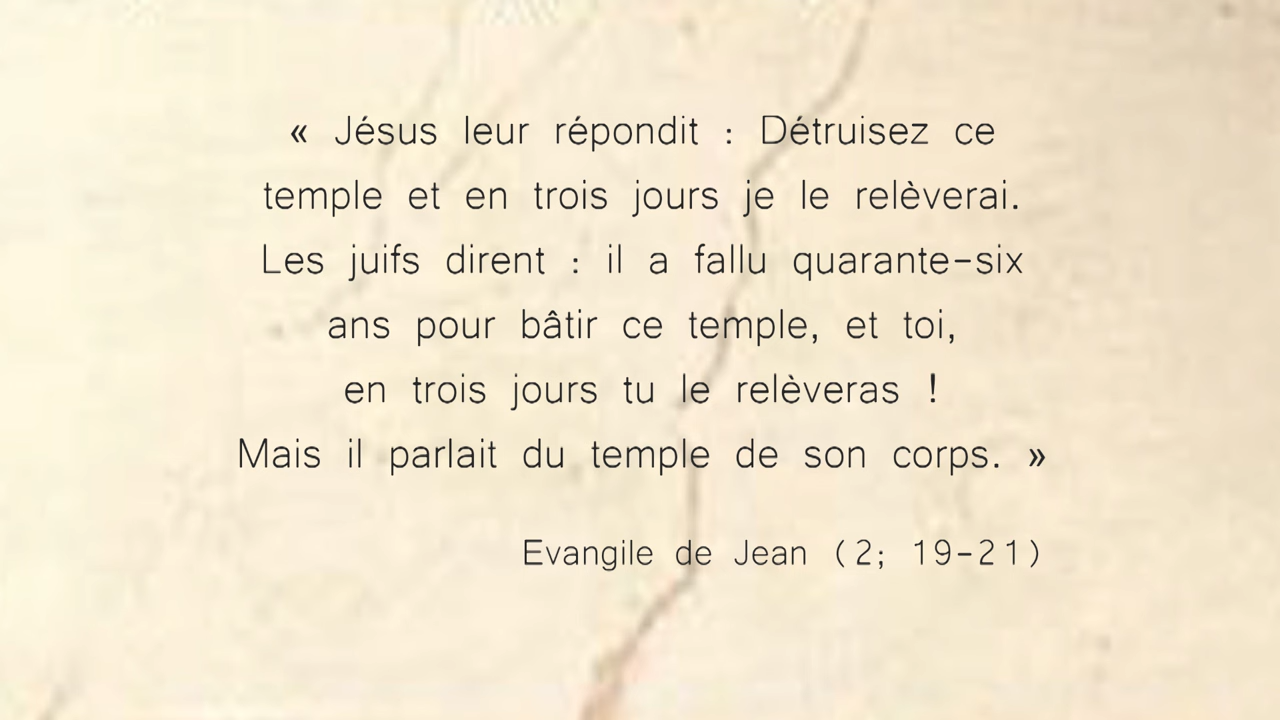 « Jésus leur répondit : Détruisez ce
temple et en trois jours je le relèverai.
Les juifs dirent : il a fallu quarante-six
ans pour bâtir ce temple, et toi,
en trois jours tu le relèveras !
Mais il parlait du temple de son corps. »
Evangile de Jean (2; 19-21)